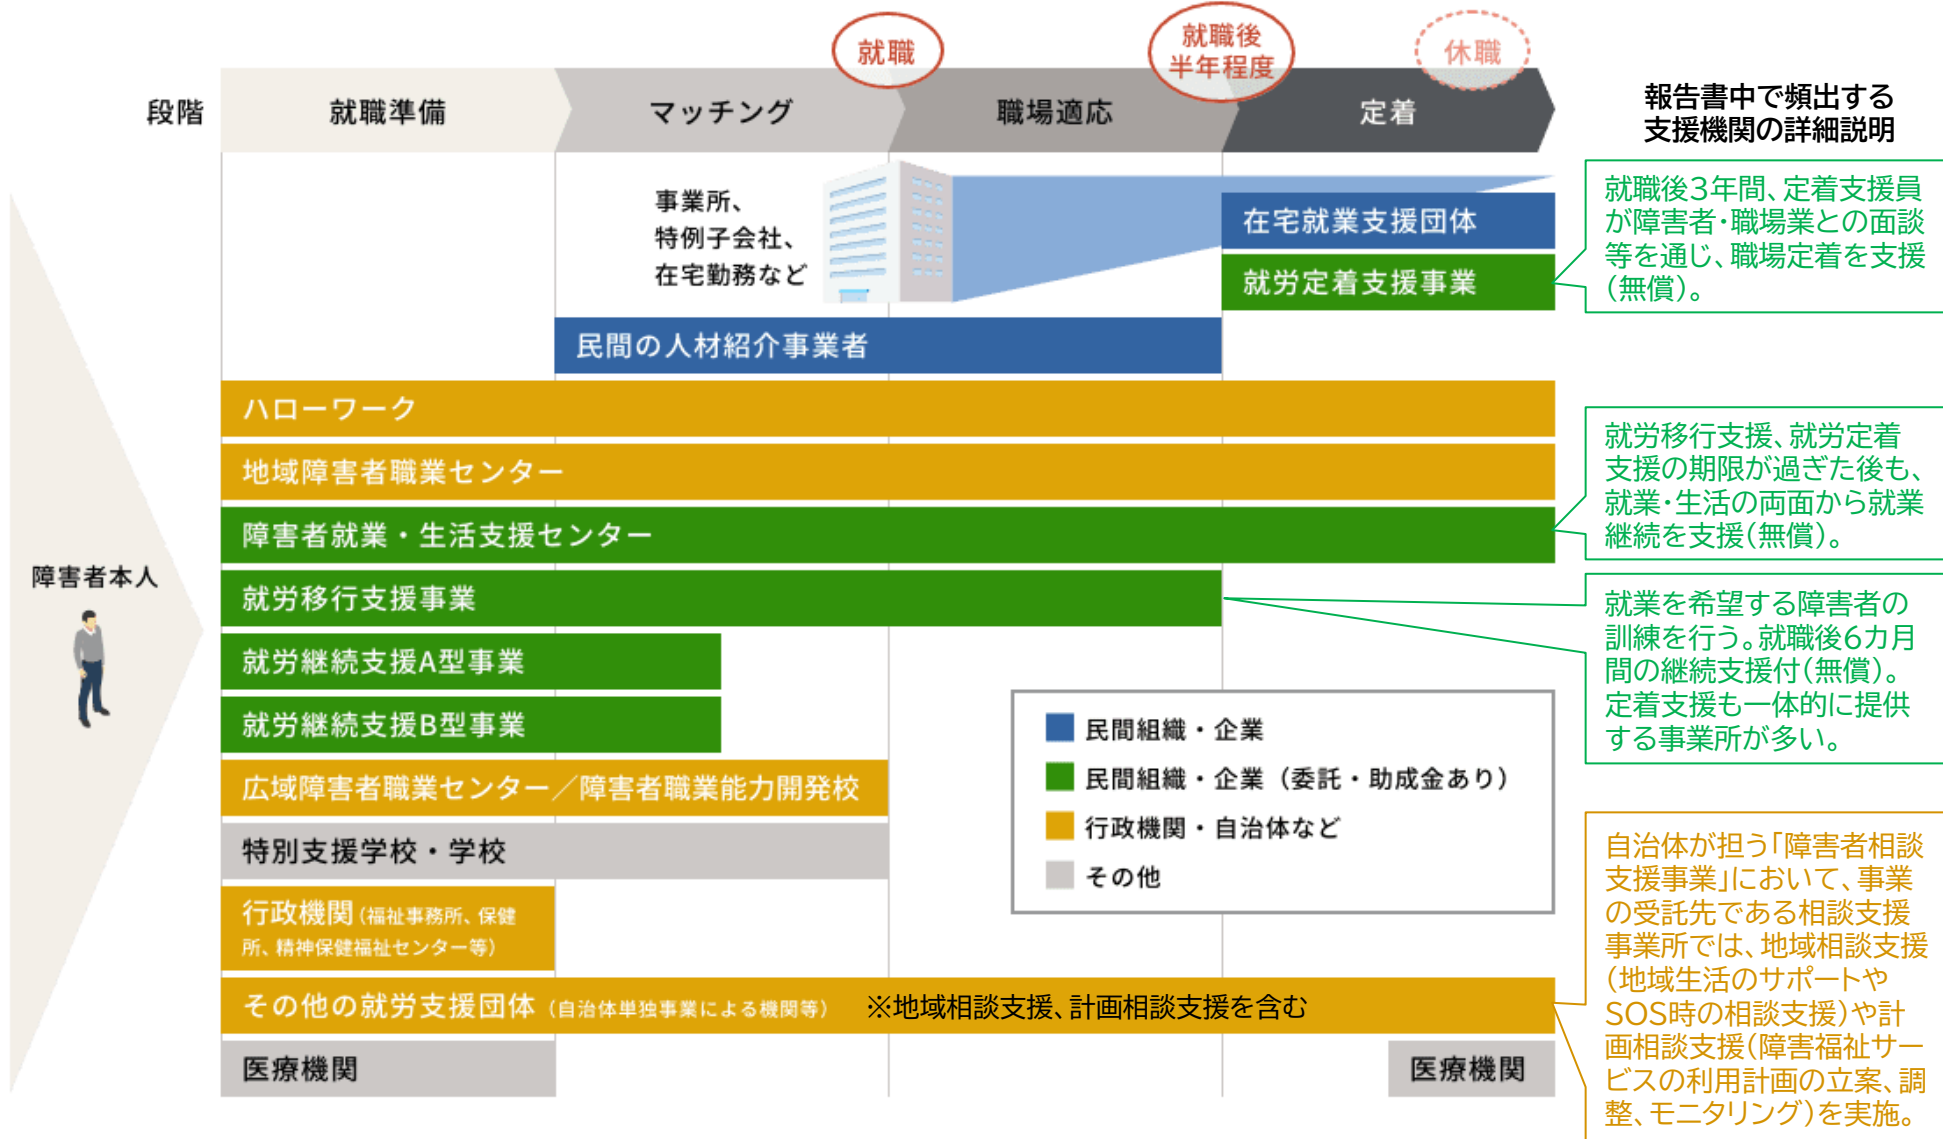 就職
就職後
半年程度
休職
段階
就職準備
マッチング
職場適応
定着
報告書中で頻出する
支援機関の詳細説明
事業所、
特例子会社、
在宅勤務など
在宅就業支援団体
就労定着支援事業
就職後3年間、定着支援員
が障害者・職場業との面談
等を通じ、職場定着を支援
(無償)。
民間の人材紹介事業者
ハローワーク
地域障害者職業センター
障害者就業・生活支援センター
就労移行支援、就労定着
支援の期限が過ぎた後も、
就業・生活の両面から就業
継続を支援(無償)。
障害者本人
就労移行支援事業
就業を希望する障害者の
訓練を行う。就職後6カ月
間の継続支援付(無償)。
定着支援も一体的に提供
する事業所が多い。
就労継続支援A型事業
就労継続支援B型事業
民間組織・企業
民間組織・企業（委託・助成金あり）
行政機関・自治体など
その他
広域障害者職業センター／障害者職業能力開発校
特別支援学校・学校
行政機関（福祉事務所、保健
所、精神保健福祉センター等）
その他の就労支援団体（自治体単独事業による機関等） ※地域相談支援、計画相談支援を含む
自治体が担う「障害者相談
支援事業」において、事業
の受託先である相談支援
事業所では、地域相談支援
(地域生活のサポートや
SOS時の相談支援)や計
画相談支援(障害福祉サー
ビスの利用計画の立案、調
整、モニタリング)を実施。
医療機関
医療機関